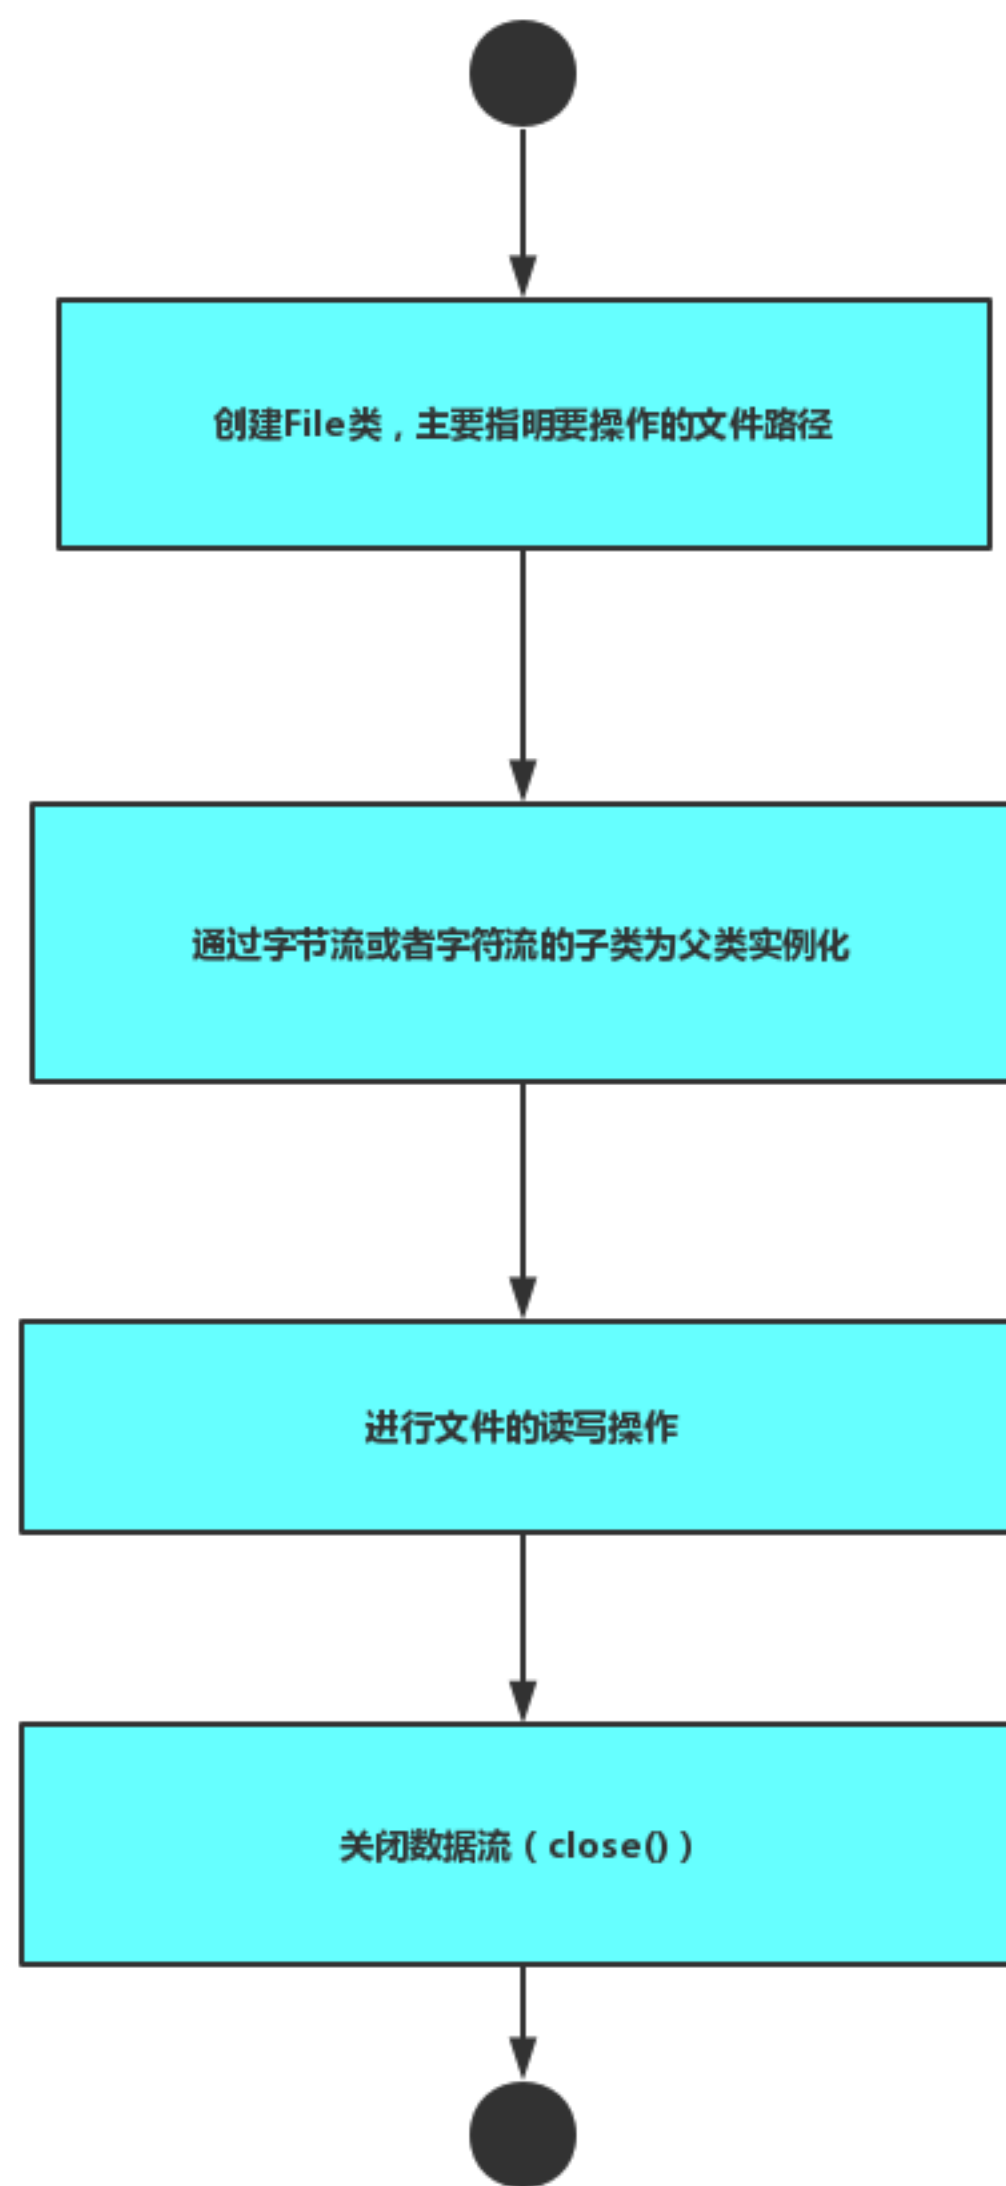 创建File类，主要指明要操作的文件路径
通过字节流或者字符流的子类为父类实例化
进行文件的读写操作
关闭数据流（close()）